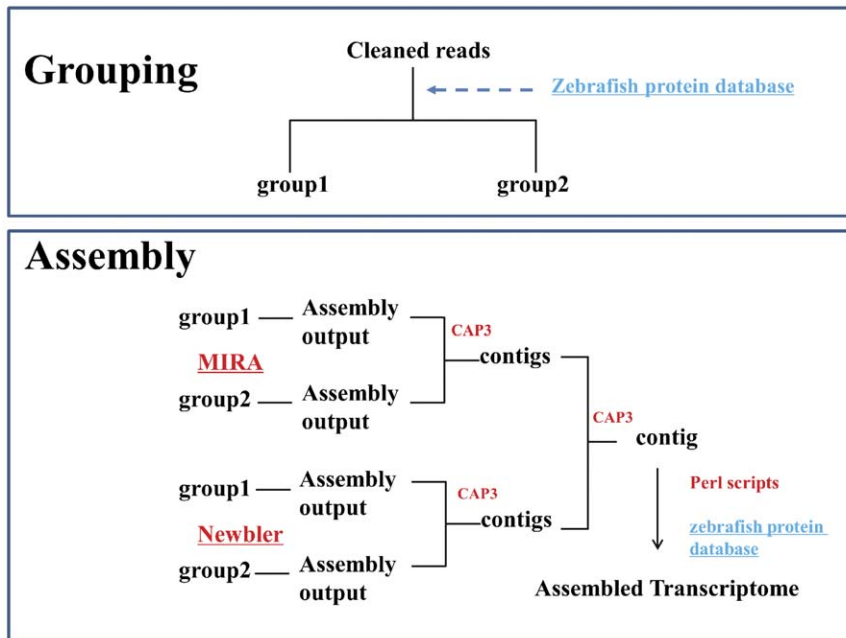 Grouping
Cleaned reads
Zebrafish protein database
group1
group2
Assembly
group1
Assembly
output
MIRA
group2
Assembly
output
CAP3
contigs
group1
Assembly
output
Newbler
group2
Assembly
output
CAP3
contigs
CAP3
contig
Perl scripts
zebrafish protein
database
Assembled Transcriptome